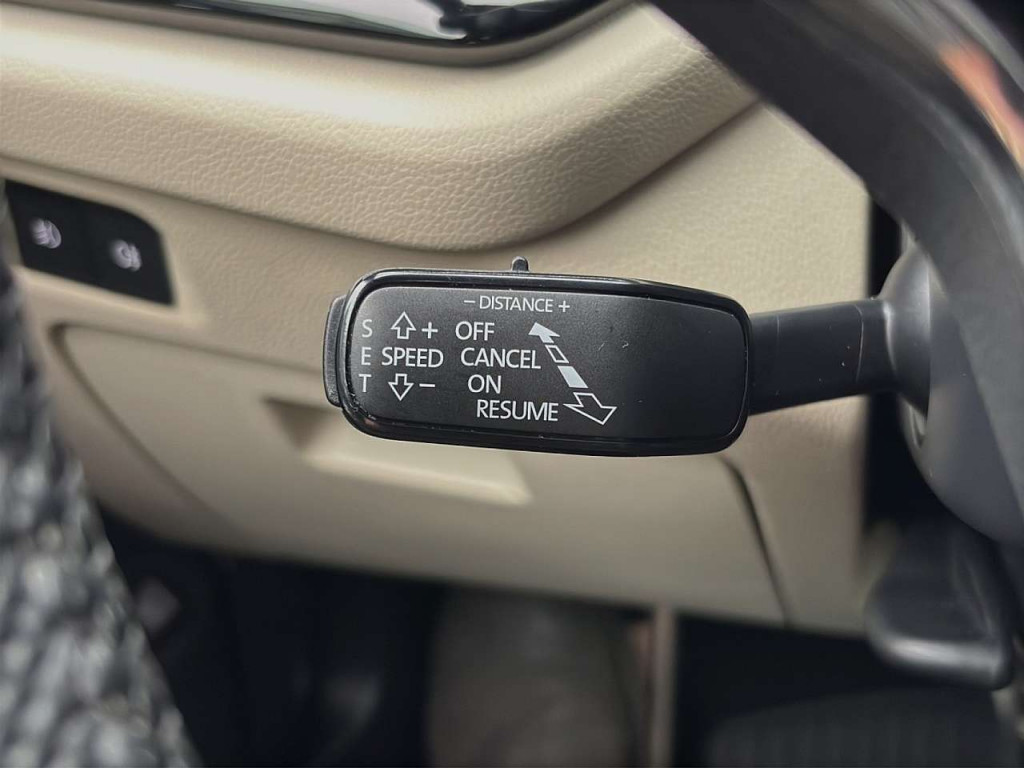 – DISTANCE +
S + OFF
E SPEED CANCEL
T – ON
RESUME